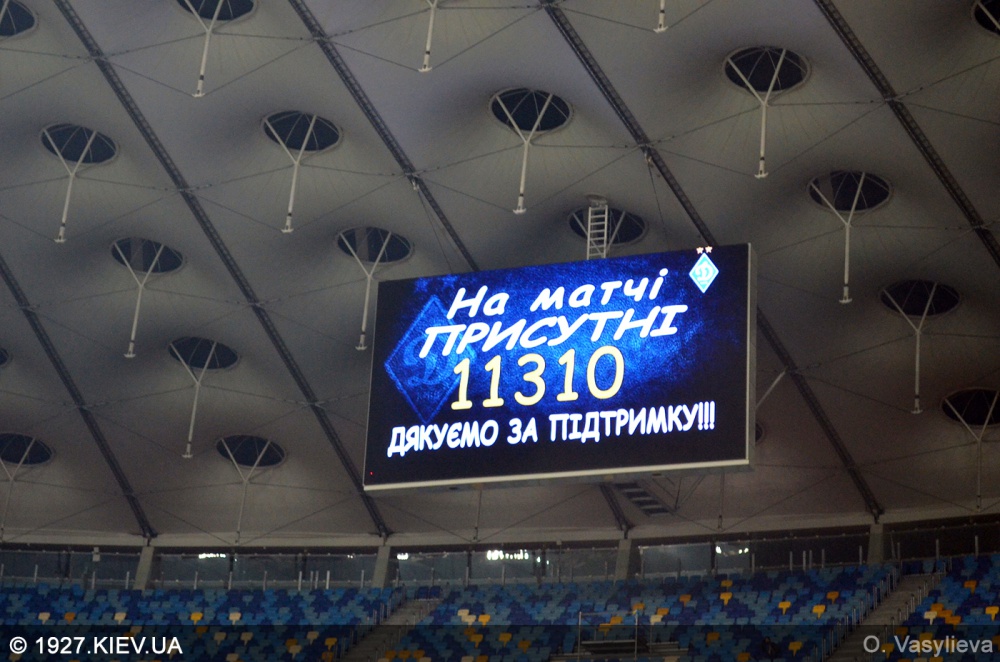 На матчі
ПРИСУТНІ
11310
ДЯКУЄМО ЗА ПІДТРИМКУ!!!
© 1927.KIEV.UA
O. Vasylieva